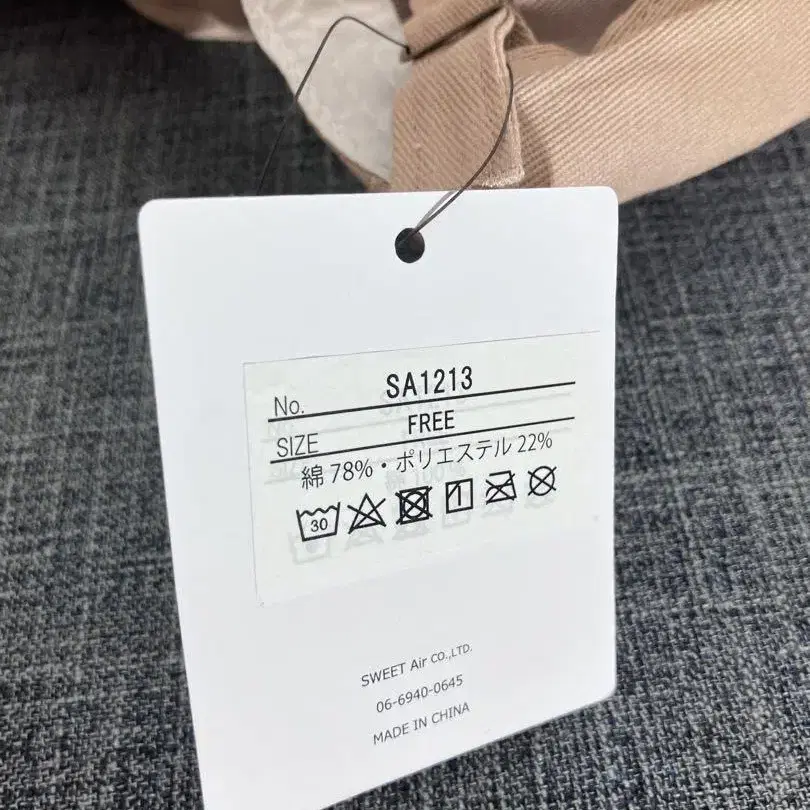 No. SA1213
SIZE FREE
綿 78%・ポリエステル 22%
30
SWEET Air CO.,LTD.
06-6940-0645
MADE IN CHINA